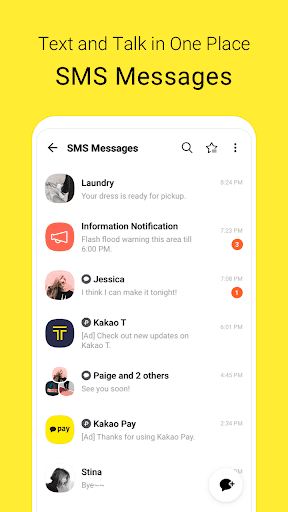 Text and Talk in One Place
SMS Messages
SMS Messages
Laundry
8:24 PM
Your dress is ready for pickup.
Information Notification
7:23 PM
Flash flood warning this area till
6:00 PM.
3
Jessica
7:08 PM
I think I can make it tonight!
1
T
Kakao T
6:01 PM
[Ad] Check out new updates on
Kakao T.
Paige and 2 others
4:45 PM
See you soon!
pay
Kakao Pay
2:34 PM
[Ad] Thanks for using Kakao Pay.
Stina
Bye~~